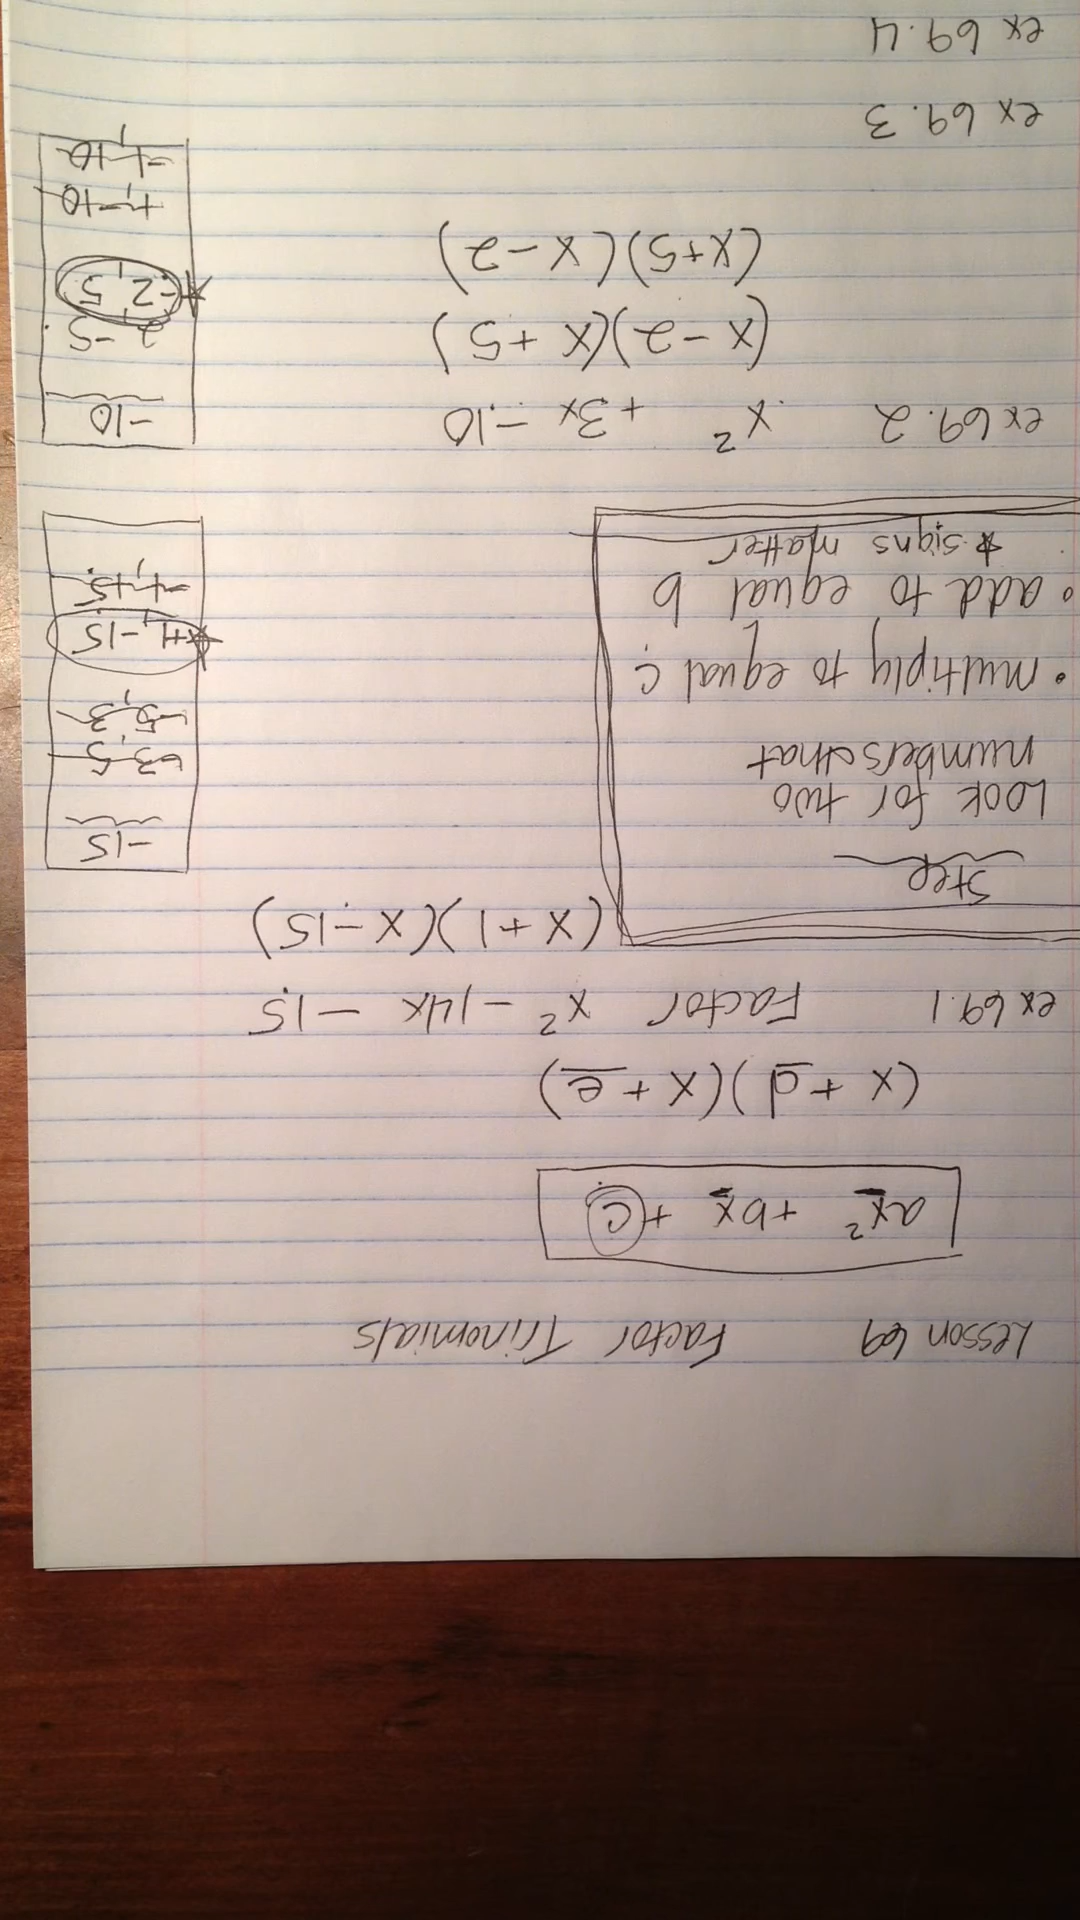 Lesson 69 Factor Trinomials
ax² + bx + c
(x + d)(x + e)
ex 69.1 Factor x² - 14x - 15
(x + 1)(x - 15)
Step
Look for two
numbers that
• multiply to equal c
• add to equal b
* signs matter
-15
3, 5
-5, 3
*+1, -15
-1, +5
ex 69.2 x² + 3x - 10
(x - 2)(x + 5)
(x + 5)(x - 2)
-10
2, -5
*-2, 5
1, -10
-1, 10
ex 69.3
ex 69.4